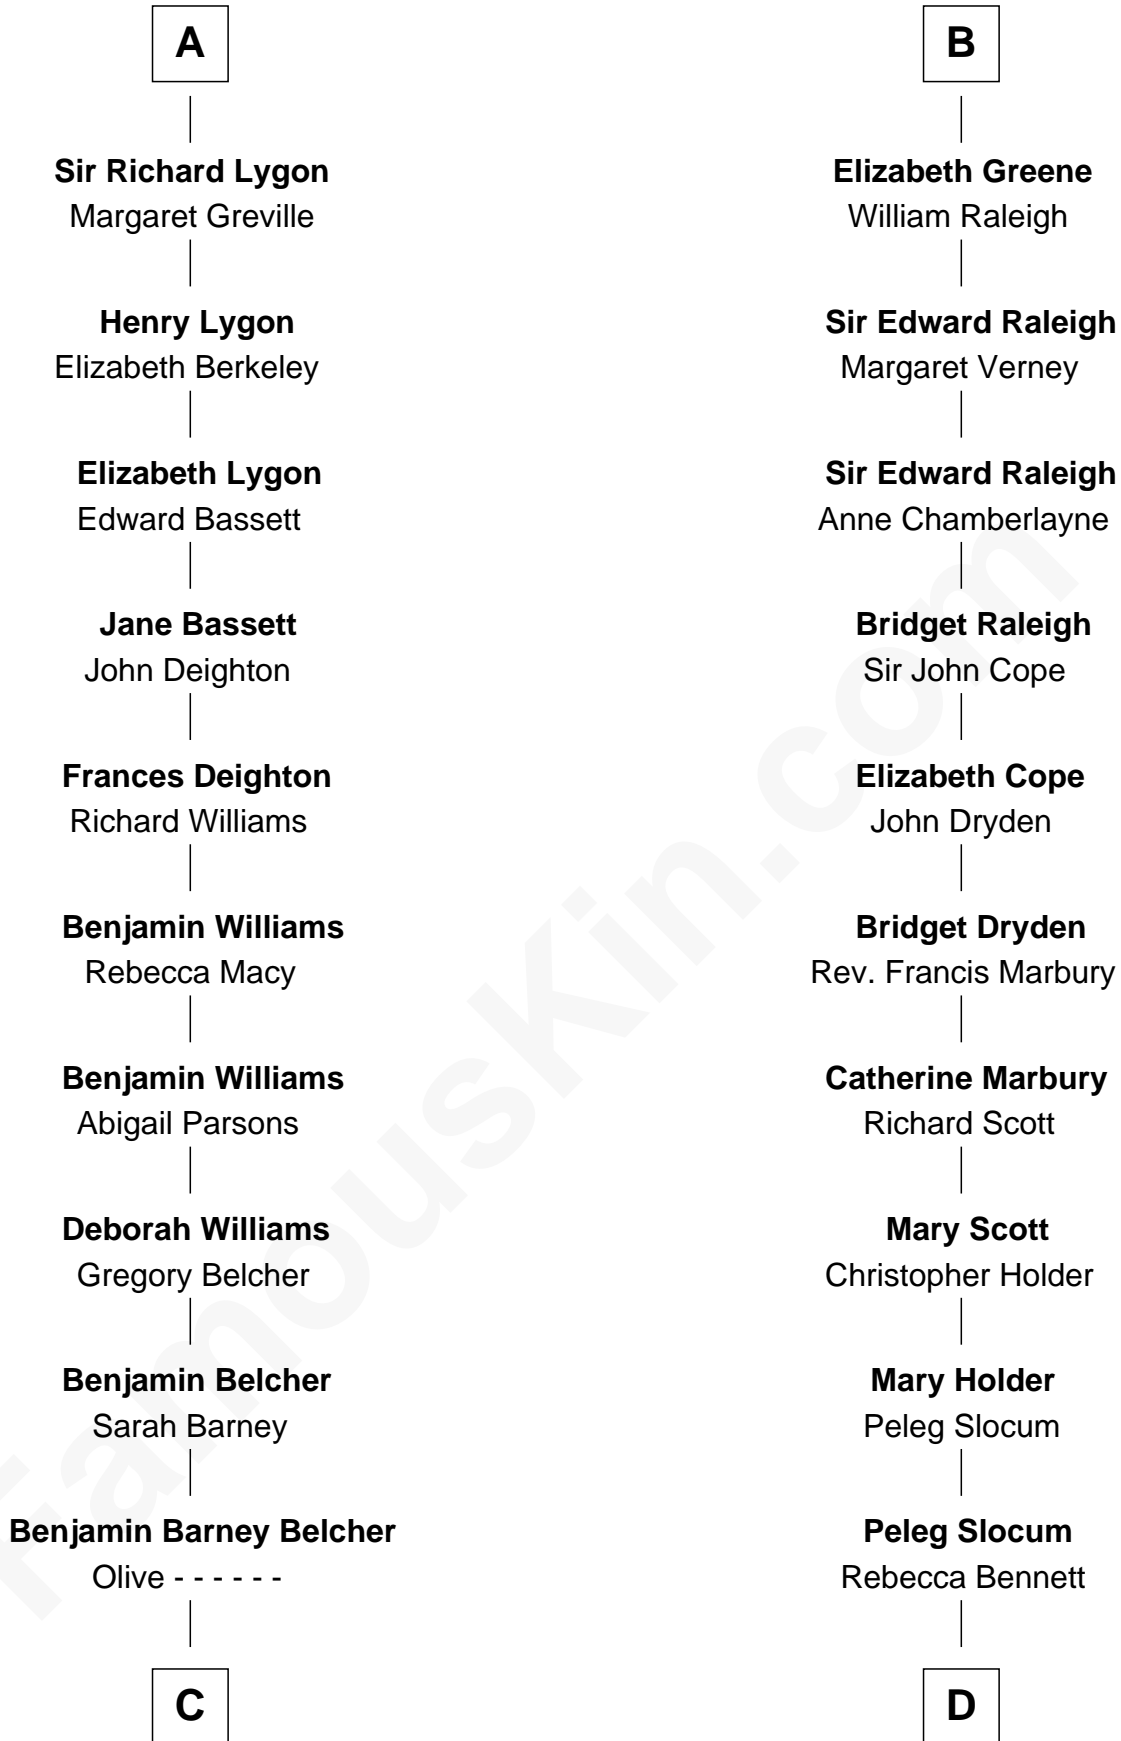 A
Sir Richard Lygon
Margaret Greville
Henry Lygon
Elizabeth Berkeley
Elizabeth Lygon
Edward Bassett
Jane Bassett
John Deighton
Frances Deighton
Richard Williams
Benjamin Williams
Rebecca Macy
Benjamin Williams
Abigail Parsons
Deborah Williams
Gregory Belcher
Benjamin Belcher
Sarah Barney
Benjamin Barney Belcher
Olive - - - - - -
C
B
Elizabeth Greene
William Raleigh
Sir Edward Raleigh
Margaret Verney
Sir Edward Raleigh
Anne Chamberlayne
Bridget Raleigh
Sir John Cope
Elizabeth Cope
John Dryden
Bridget Dryden
Rev. Francis Marbury
Catherine Marbury
Richard Scott
Mary Scott
Christopher Holder
Mary Holder
Peleg Slocum
Peleg Slocum
Rebecca Bennett
D
FamousKin.com